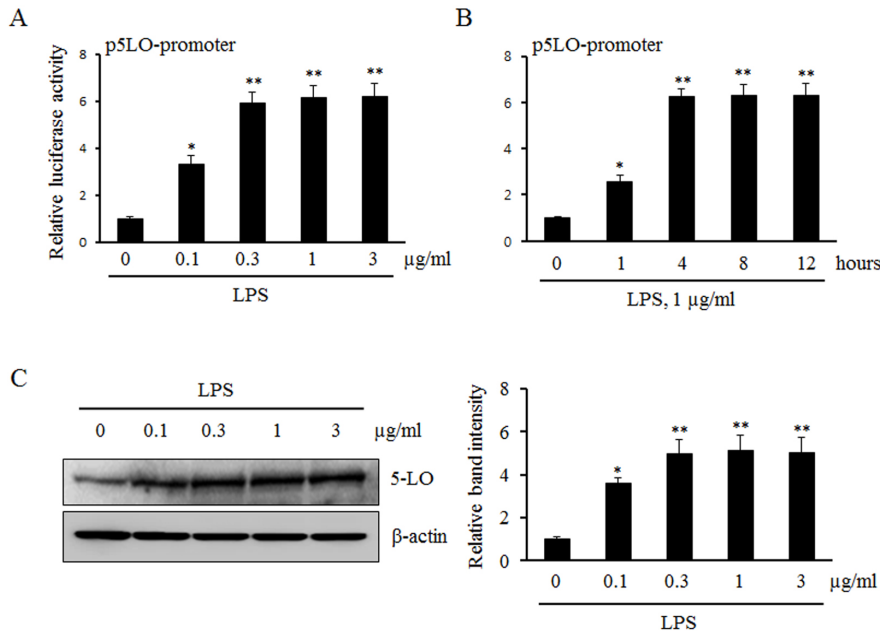 A
p5LO-promoter
Relative luciferase activity
8
6
4
2
0
*
**
**
**
0 0.1 0.3 1 3 µg/ml
LPS
B
p5LO-promoter
8
6
4
2
0
*
**
**
**
0 1 4 8 12 hours
LPS, 1 µg/ml
C
LPS
0 0.1 0.3 1 3 µg/ml
5-LO
β-actin
Relative band intensity
8
6
4
2
0
*
**
**
**
0 0.1 0.3 1 3 µg/ml
LPS